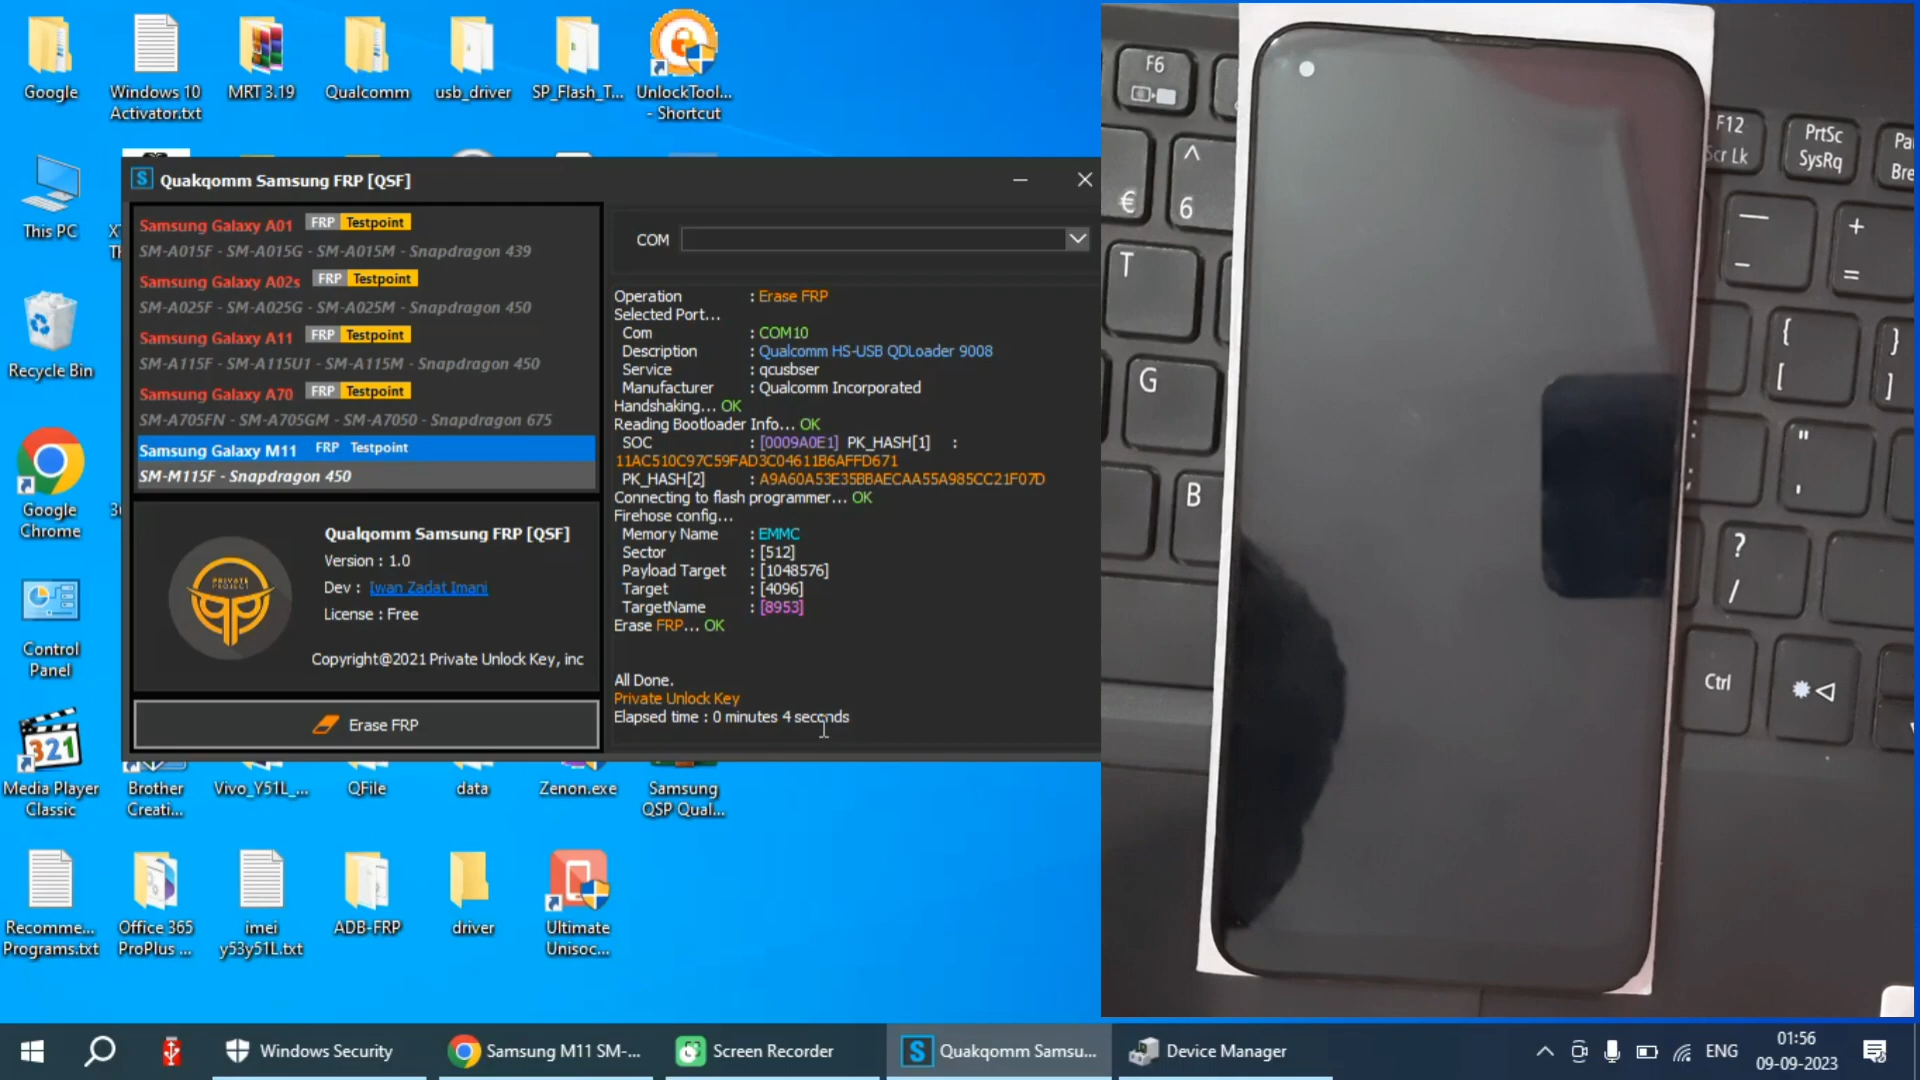 Google
Windows 10
Activator.txt
MRT 3.19
Qualcomm
usb_driver
SP_Flash_T...
UnlockTool...
- Shortcut
This PC
Recycle Bin
Google
Chrome
Control
Panel
Media Player
Classic
Brother
Creati...
Vivo_Y51L_...
QFile
data
Zenon.exe
Samsung
QSP Qual...
Recomme...
Programs.txt
Office 365
ProPlus ...
imei
y53y51L.txt
ADB-FRP
driver
Ultimate
Unisoc...
S Quakqomm Samsung FRP [QSF]
Samsung Galaxy A01 FRP Testpoint
SM-A015F - SM-A015G - SM-A015M - Snapdragon 439
Samsung Galaxy A02s FRP Testpoint
SM-A025F - SM-A025G - SM-A025M - Snapdragon 450
Samsung Galaxy A11 FRP Testpoint
SM-A115F - SM-A115U1 - SM-A115M - Snapdragon 450
Samsung Galaxy A70 FRP Testpoint
SM-A705FN - SM-A705GM - SM-A7050 - Snapdragon 675
Samsung Galaxy M11 FRP Testpoint
SM-M115F - Snapdragon 450
PRIVATE
PROJECT
Qualqomm Samsung FRP [QSF]
Version : 1.0
Dev : Iwan Zadat Imani
License : Free
Copyright@2021 Private Unlock Key, inc
Erase FRP
COM
Operation : Erase FRP
Selected Port...
Com : COM10
Description : Qualcomm HS-USB QDLoader 9008
Service : qcusbser
Manufacturer : Qualcomm Incorporated
Handshaking... OK
Reading Bootloader Info... OK
SOC : [0009A0E1] PK_HASH[1] :
11AC510C97C59FAD3C04611B6AFFD671
PK_HASH[2] : A9A60A53E35BBAECAA55A985CC21F07D
Connecting to flash programmer... OK
Firehose config...
Memory Name : EMMC
Sector : [512]
Payload Target : [1048576]
Target : [4096]
TargetName : [8953]
Erase FRP... OK
All Done.
Private Unlock Key
Elapsed time : 0 minutes 4 seconds
F6
F12
Scr Lk
PrtSc
SysRq
^
€ 6
_
-
+
=
T
{
[
}
]
G
"
'
B
?
/
Ctrl
Windows Security
Samsung M11 SM-...
Screen Recorder
S Quakqomm Samsu...
Device Manager
ENG
01:56
09-09-2023